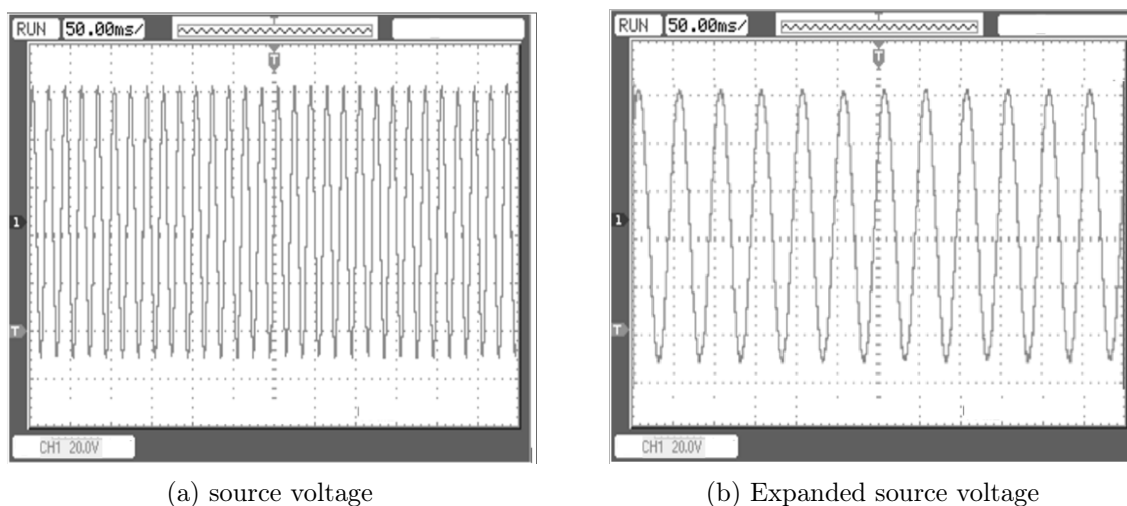 RUN 50.00ms/
T
1
T
CH1 20.0V
(a) source voltage
RUN 50.00ms/
T
1
T
CH1 20.0V
(b) Expanded source voltage